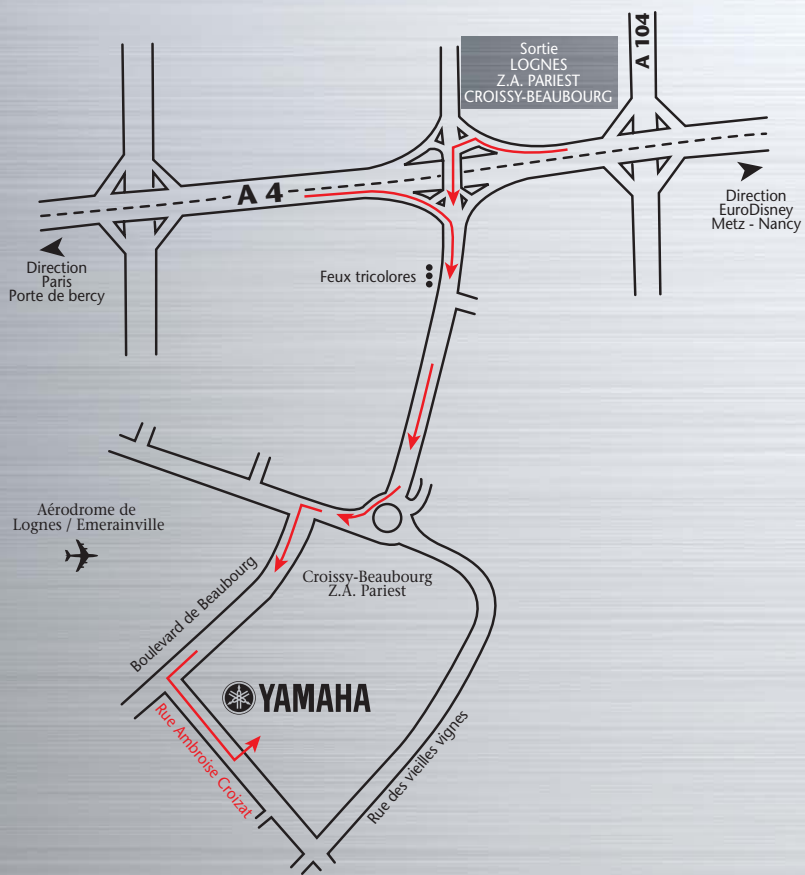 A 104
Sortie
LOGNES
Z.A. PARIEST
CROISSY-BEAUBOURG
A 4
Direction
EuroDisney
Metz - Nancy
Direction
Paris
Porte de bercy
Feux tricolores
Aérodrome de
Lognes / Emerainville
Croissy-Beaubourg
Z.A. Pariest
Boulevard de Beaubourg
YAMAHA
Rue Ambroise Croizat
Rue des vieilles vignes